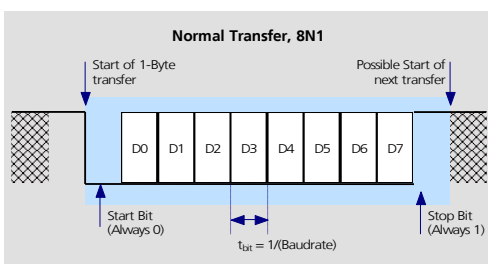 Normal Transfer, 8N1
Start of 1-Byte
transfer
Possible Start of
next transfer
D0 D1 D2 D3 D4 D5 D6 D7
Start Bit
(Always 0)
t_bit = 1/(Baudrate)
Stop Bit
(Always 1)